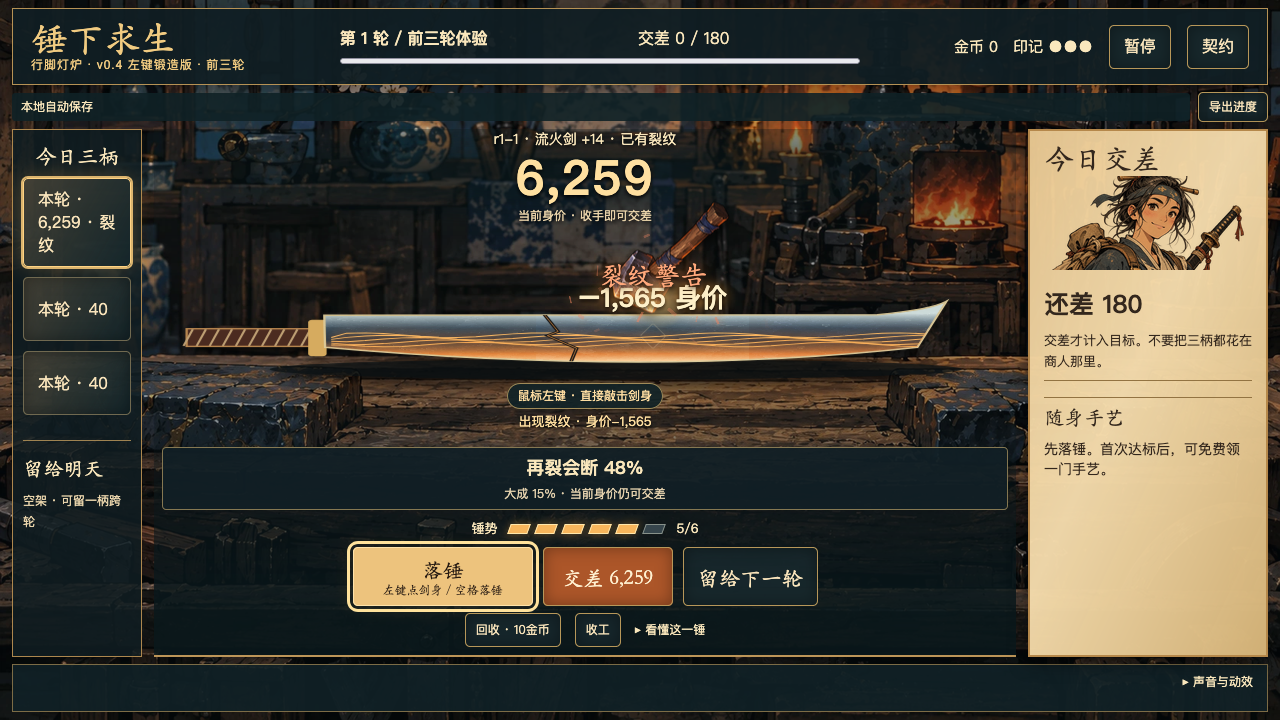 锤下求生
行脚灯炉 · v0.4 左键锻造版 · 前三轮
第 1 轮 / 前三轮体验
交差 0 / 180
金币 0
印记
暂停
契约
本地自动保存
导出进度
今日三柄
本轮 ·
6,259 · 裂
纹
本轮 · 40
本轮 · 40
留给明天
空架 · 可留一柄跨
轮
r1-1 · 流火剑 +14 · 已有裂纹
6,259
当前身价 · 收手即可交差
裂纹警告
−1,565 身价
鼠标左键 · 直接敲击剑身
出现裂纹 · 身价−1,565
再裂会断 48%
大成 15% · 当前身价仍可交差
锤势
5/6
落锤
左键点剑身 / 空格落锤
交差 6,259
留给下一轮
回收 · 10金币
收工
▸ 看懂这一锤
今日交差
还差 180
交差才计入目标。不要把三柄都花在
商人那里。
随身手艺
先落锤。首次达标后，可免费领
一门手艺。
▸ 声音与动效